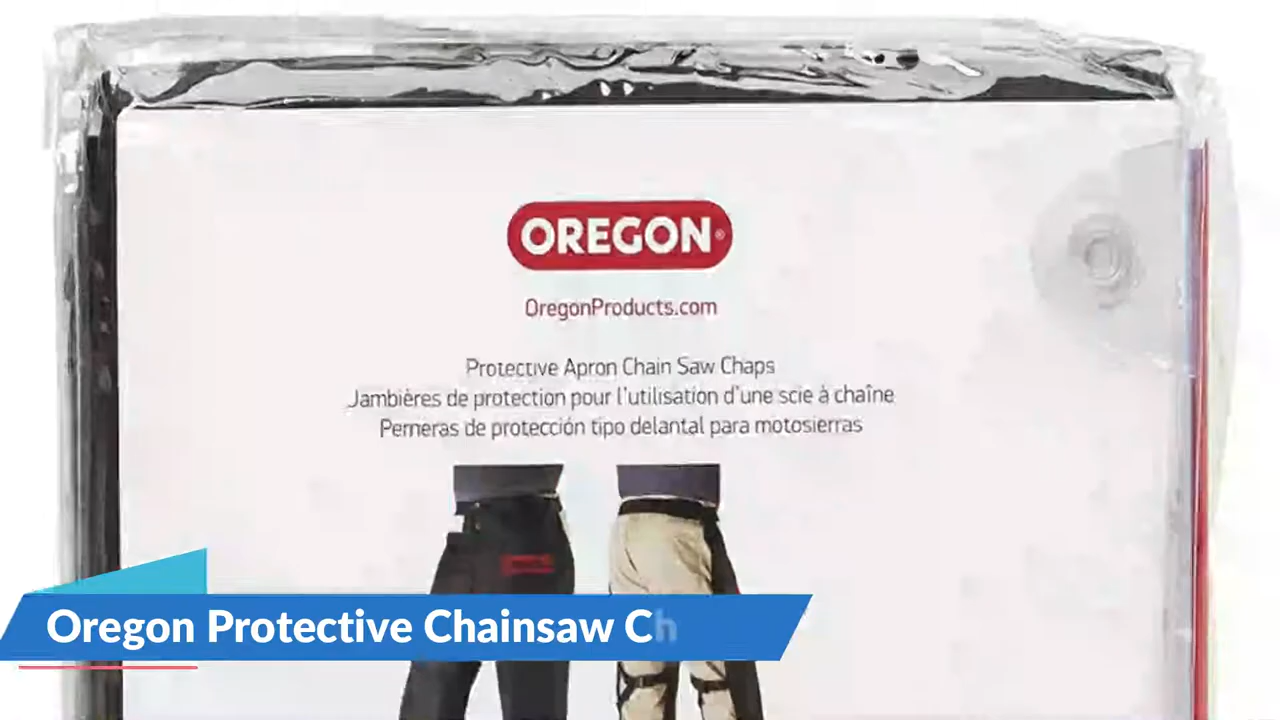 OREGON®
OregonProducts.com
Protective Apron Chain Saw Chaps
Jambières de protection pour l'utilisation d'une scie à chaîne
Perneras de protección tipo delantal para motosierras
Oregon Protective Chainsaw Ch